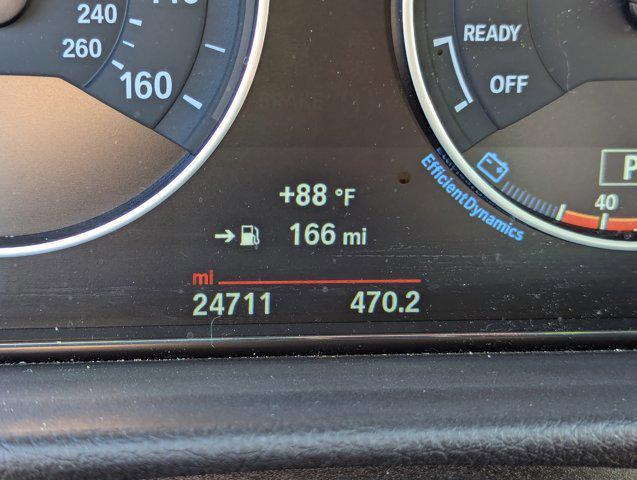 240
260
160
READY
OFF
EfficientDynamics
P
40
+88 °F
166 mi
mi
24711 470.2